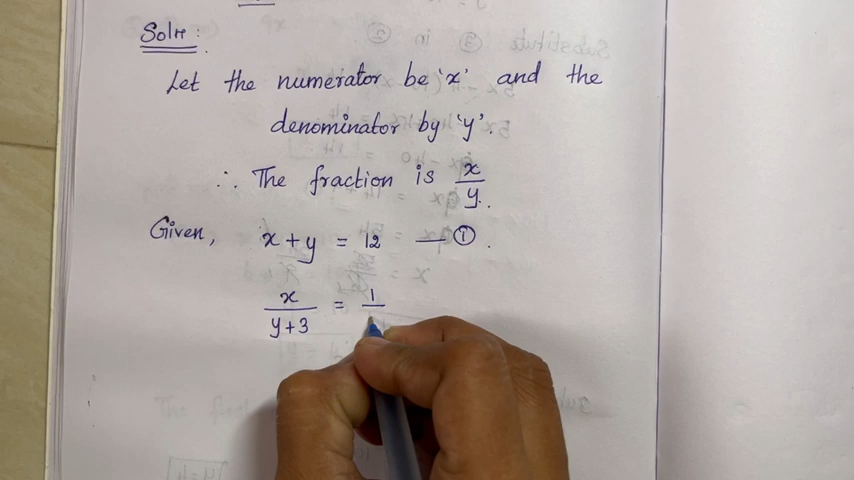 Soln:
Let the numerator be 'x' and the
denominator by 'y'.
∴ The fraction is x/y.
Given, x + y = 12 — ①.
x/(y+3) = 1/